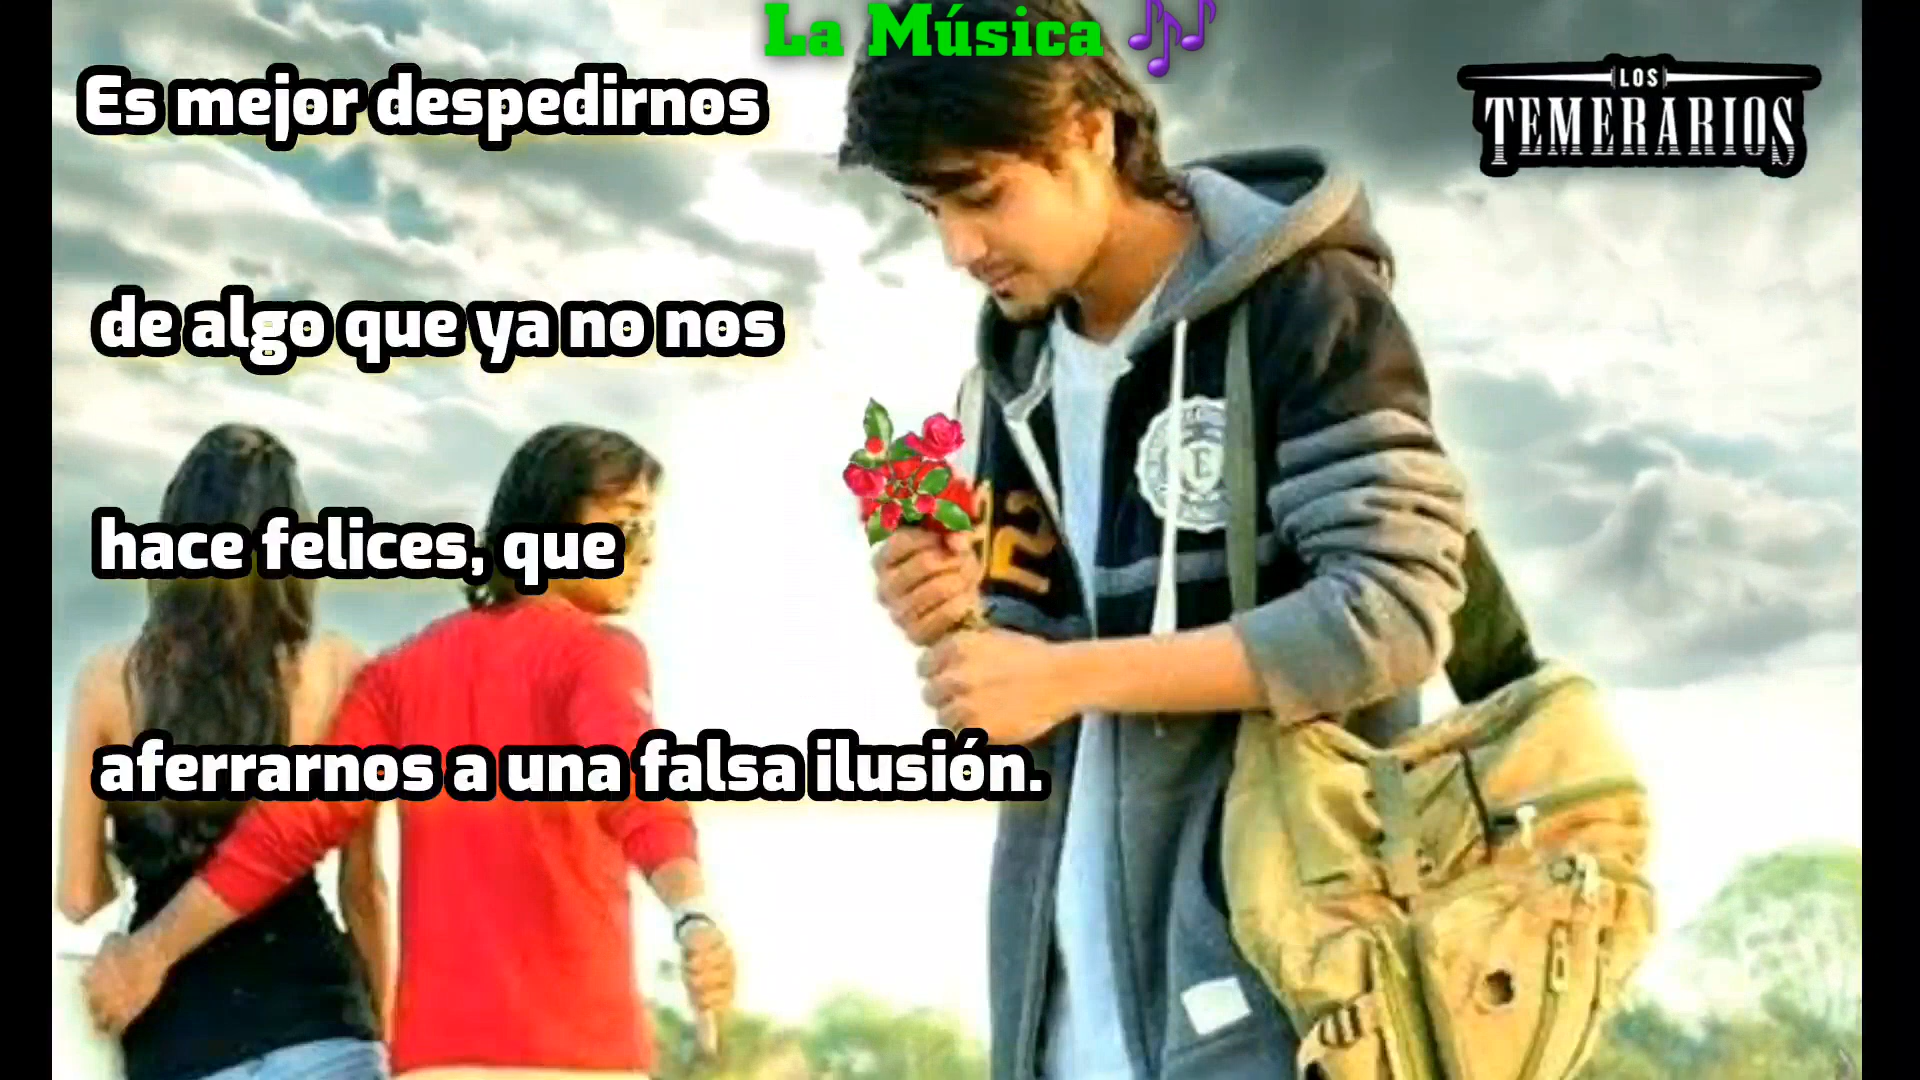 La Música 🎶
Es mejor despedirnos
LOS
TEMERARIOS
de algo que ya no nos
hace felices, que
aferrarnos a una falsa ilusión.
E